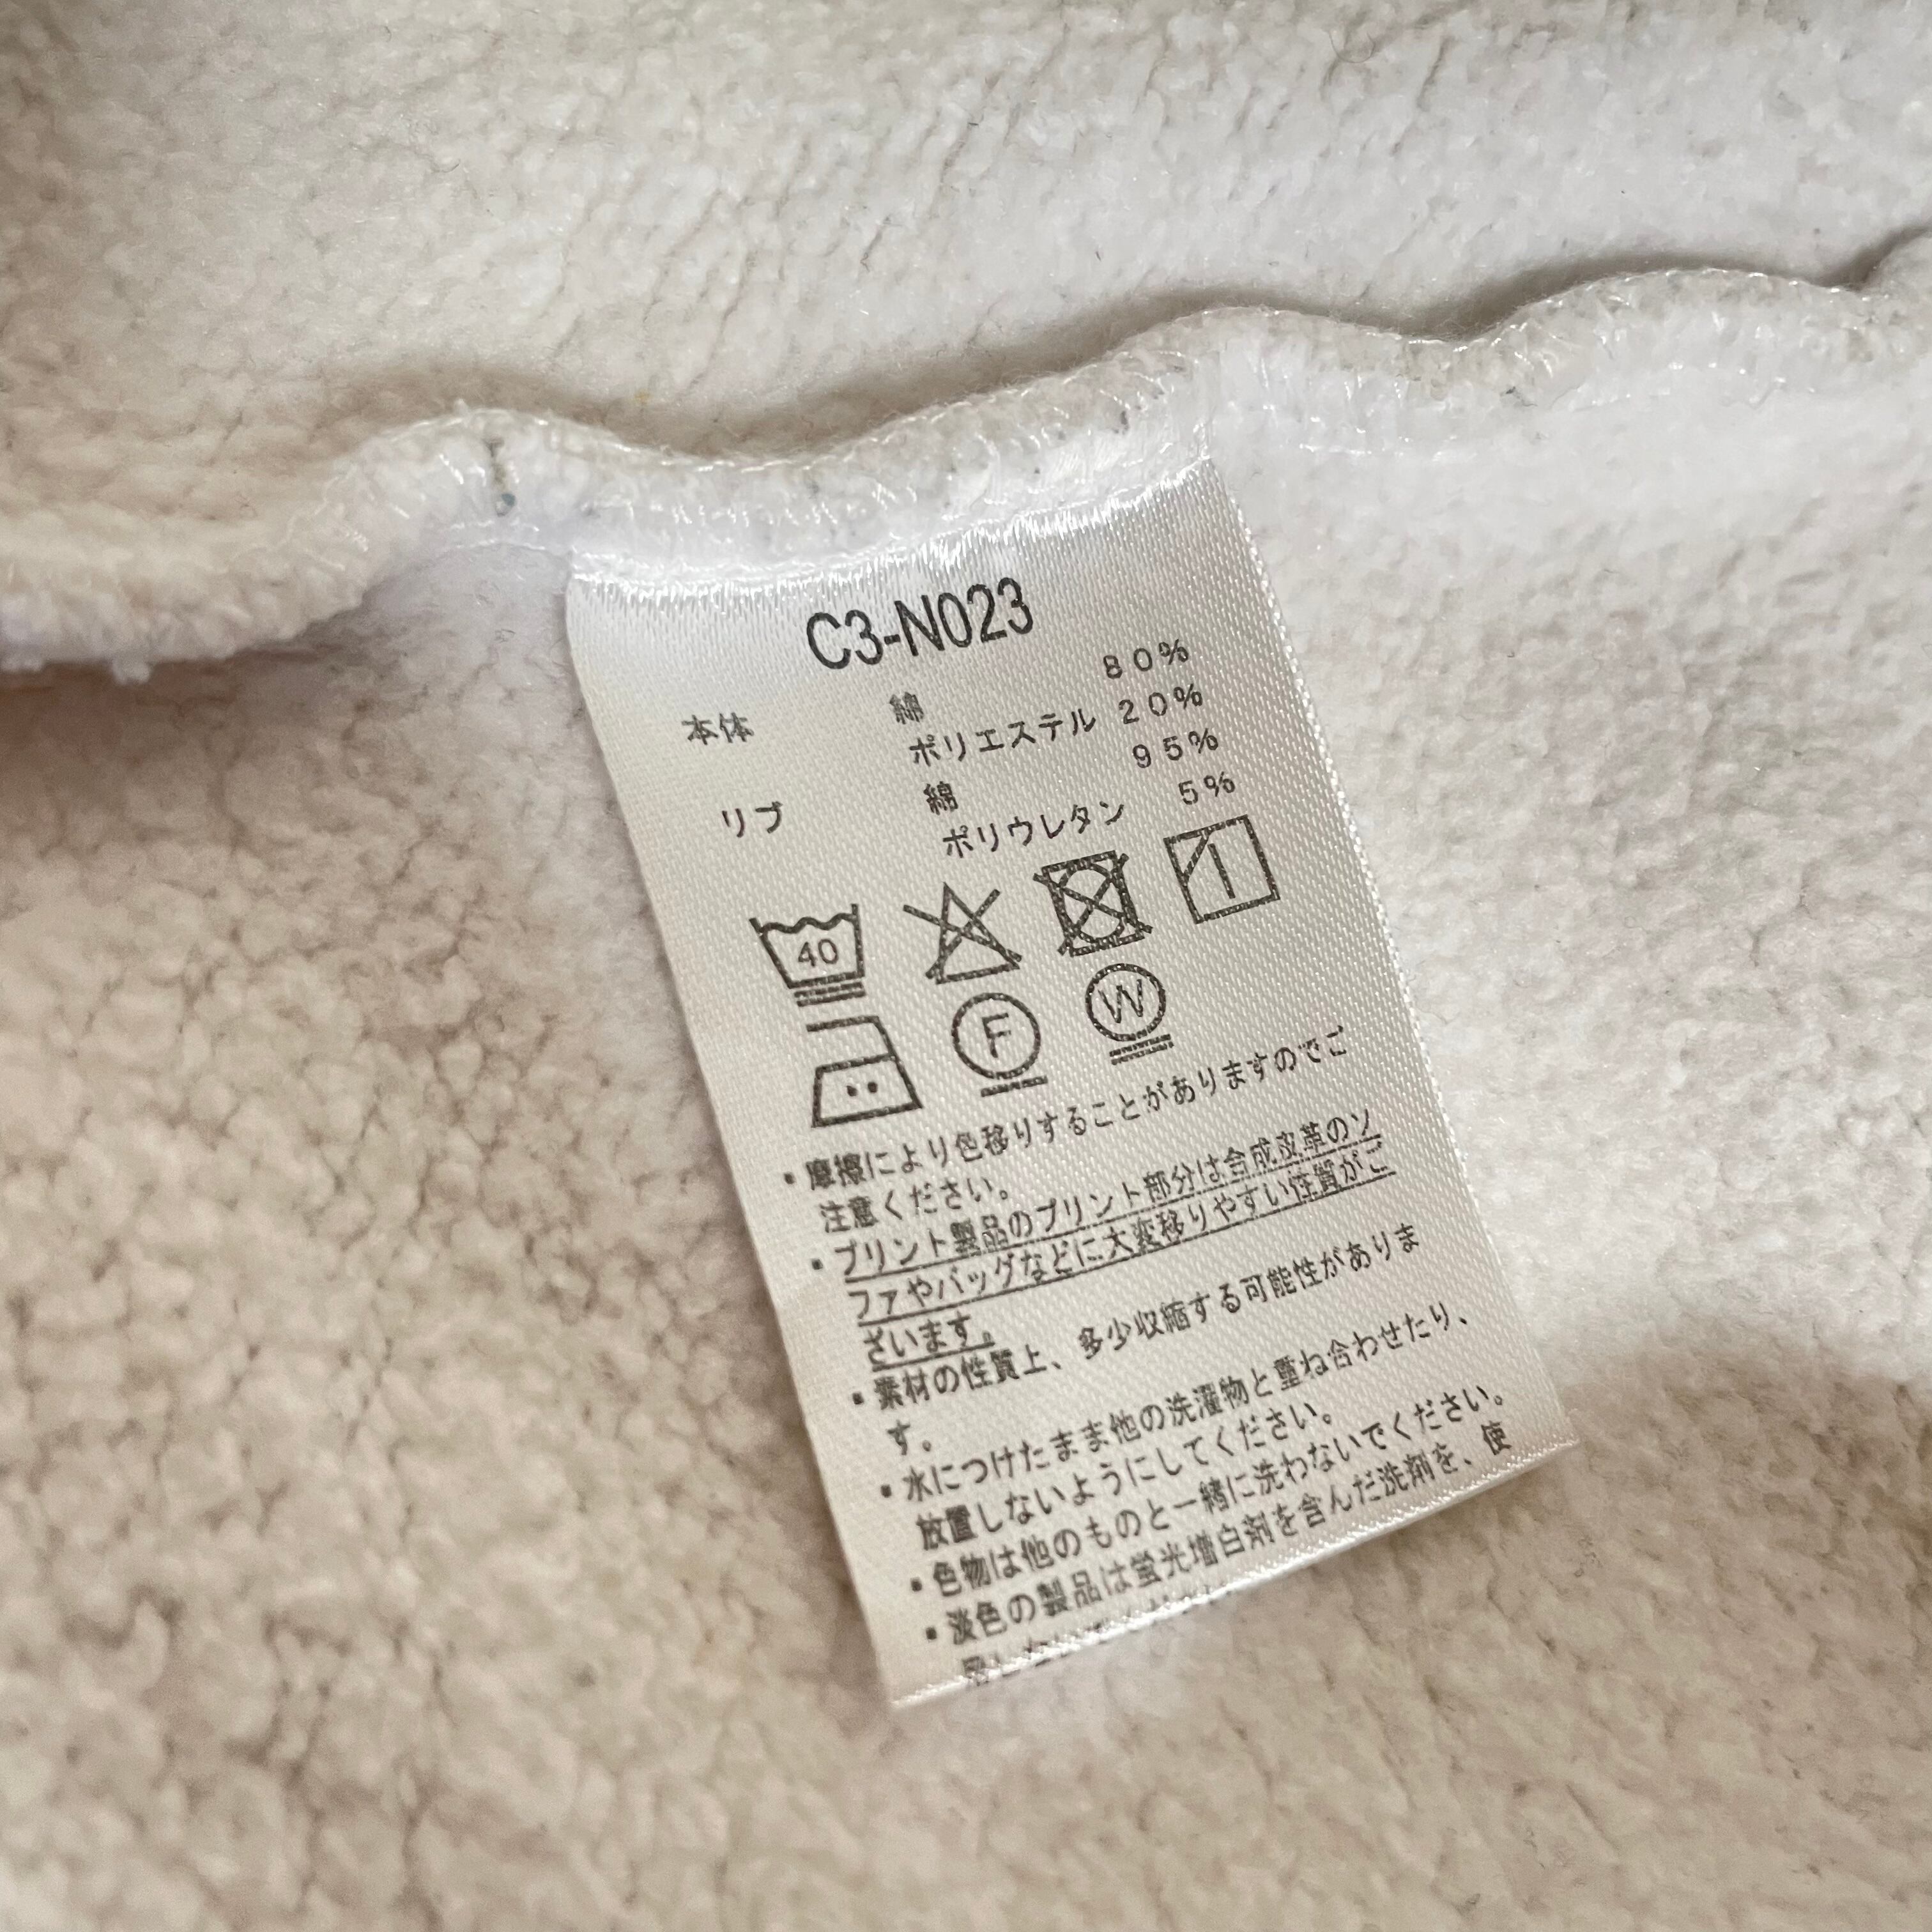 C3-N023
本体 綿 80%
ポリエステル 20%
リブ 綿 95%
ポリウレタン 5%
40
F W
・摩擦により色移りすることがありますのでご
注意ください。
・プリント製品のプリント部分は合成皮革のソ
ファやバッグなどに大変移りやすい性質がご
ざいます。
・素材の性質上、多少収縮する可能性がありま
す。
・水につけたまま他の洗濯物と重ね合わせたり、
放置しないようにしてください。
・色物は他のものと一緒に洗わないでください。
・淡色の製品は蛍光増白剤を含んだ洗剤を、使